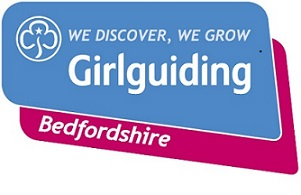 WE DISCOVER, WE GROW
Girlguiding
Bedfordshire